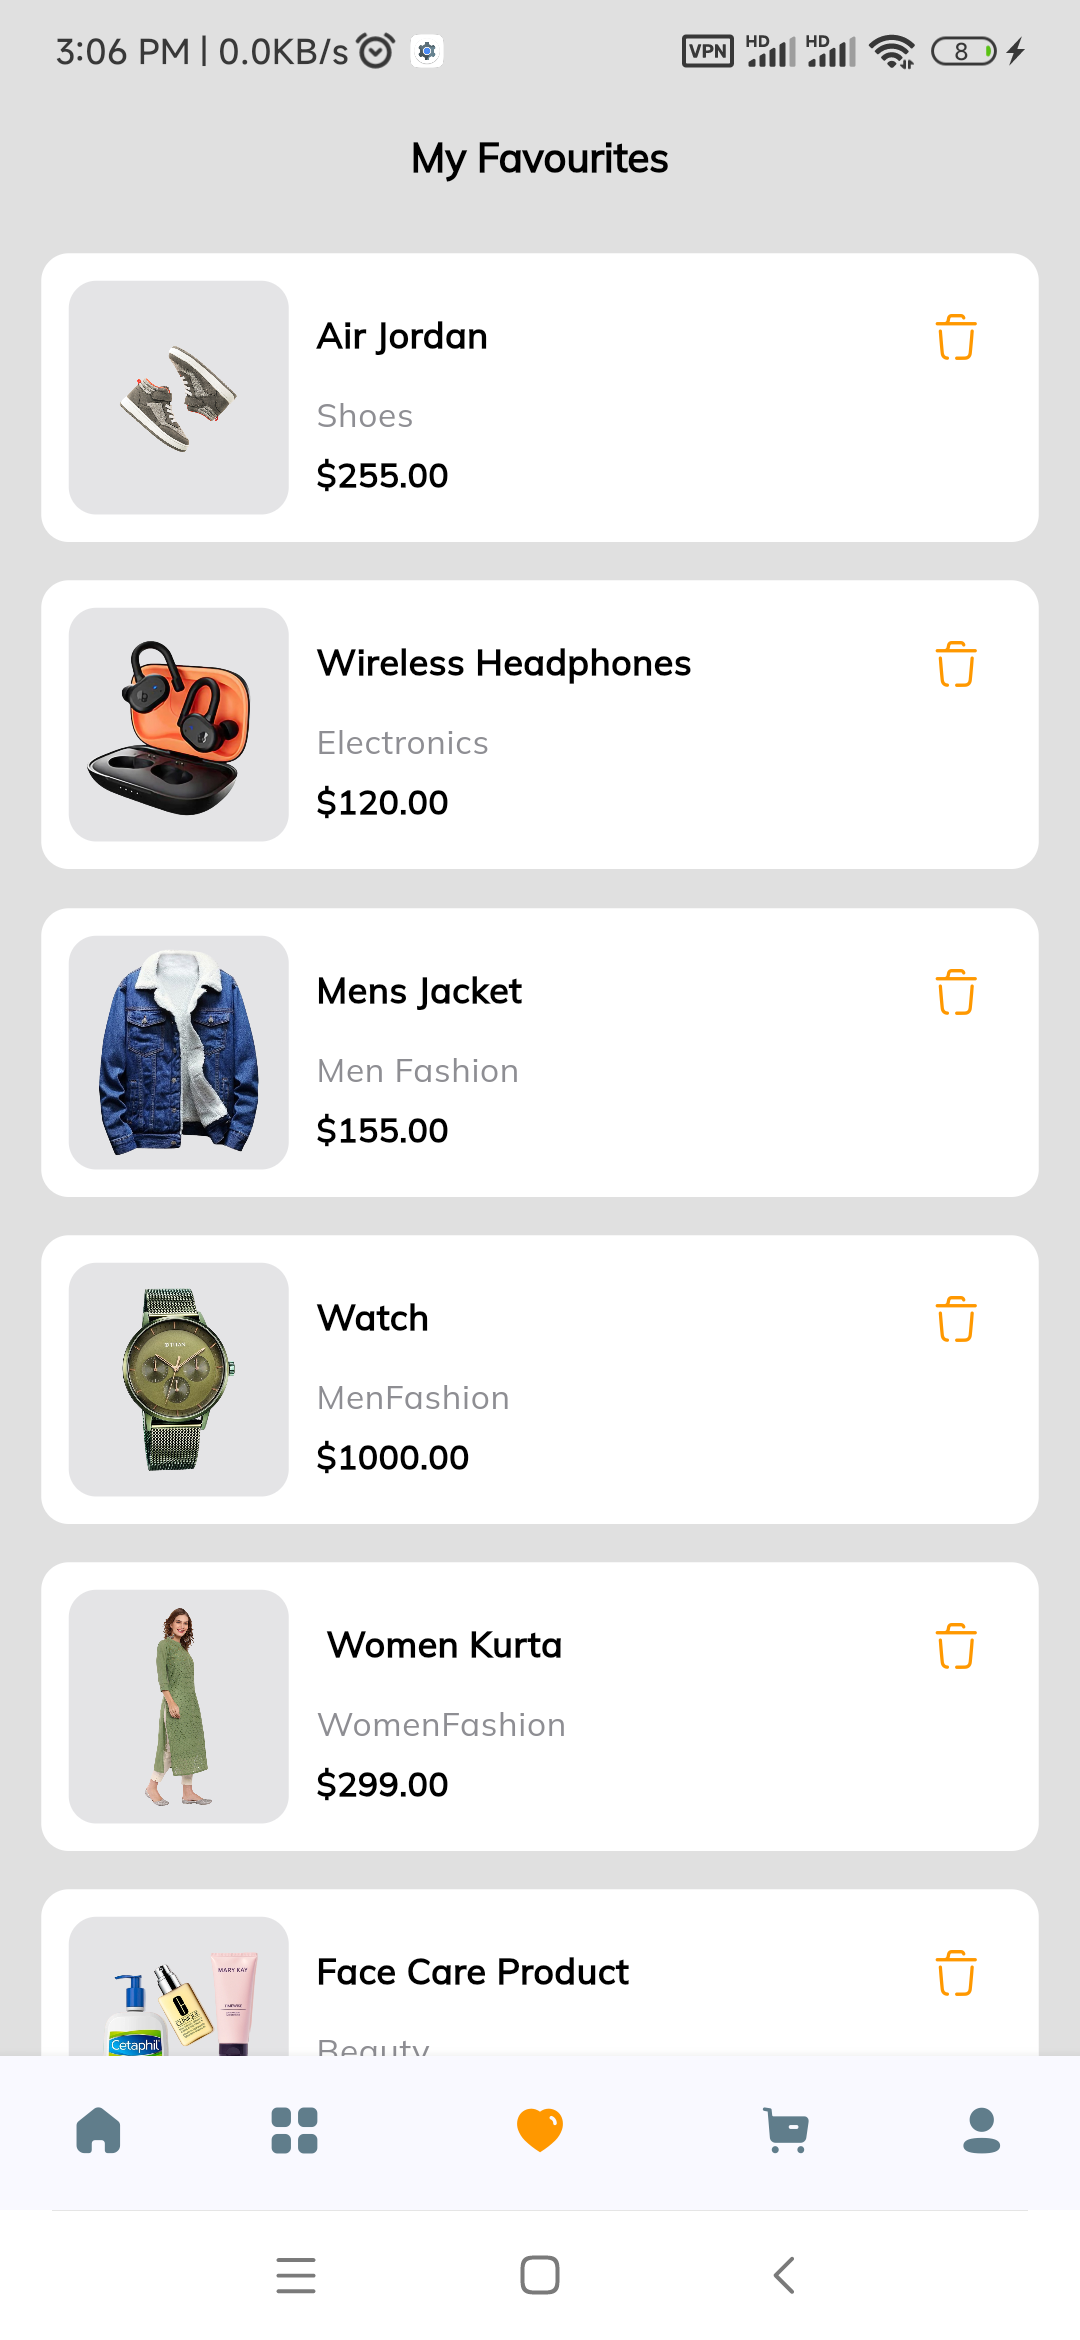 3:06 PM | 0.0KB/s
VPN HD HD 8
My Favourites
Air Jordan
Shoes
$255.00
Wireless Headphones
Electronics
$120.00
Mens Jacket
Men Fashion
$155.00
Watch
MenFashion
$1000.00
Women Kurta
WomenFashion
$299.00
Face Care Product
Beauty
MARY KAY
CLINIQUE
Cetaphil